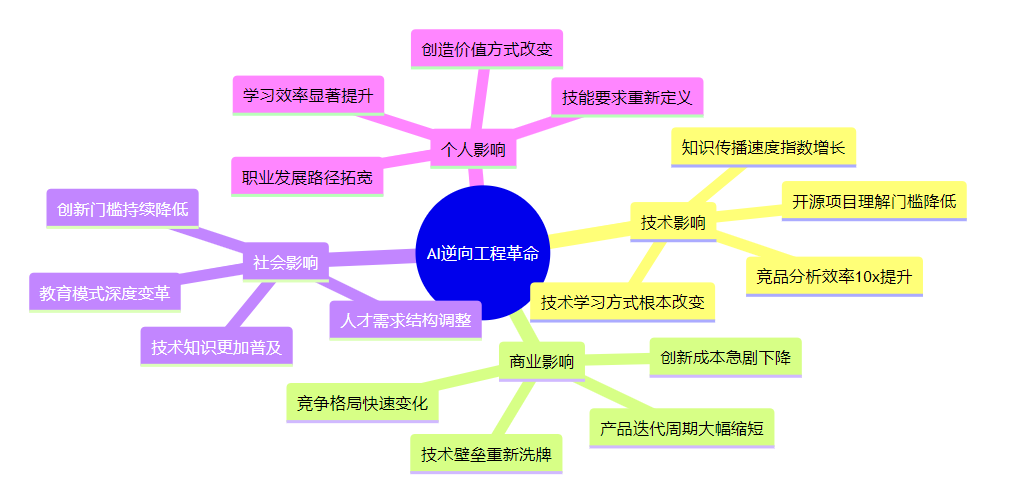 创造价值方式改变
学习效率显著提升
技能要求重新定义
个人影响
职业发展路径拓宽
知识传播速度指数增长
开源项目理解门槛降低
技术影响
竞品分析效率10x提升
技术学习方式根本改变
AI逆向工程革命
创新门槛持续降低
社会影响
教育模式深度变革
技术知识更加普及
人才需求结构调整
商业影响
创新成本急剧下降
竞争格局快速变化
产品迭代周期大幅缩短
技术壁垒重新洗牌